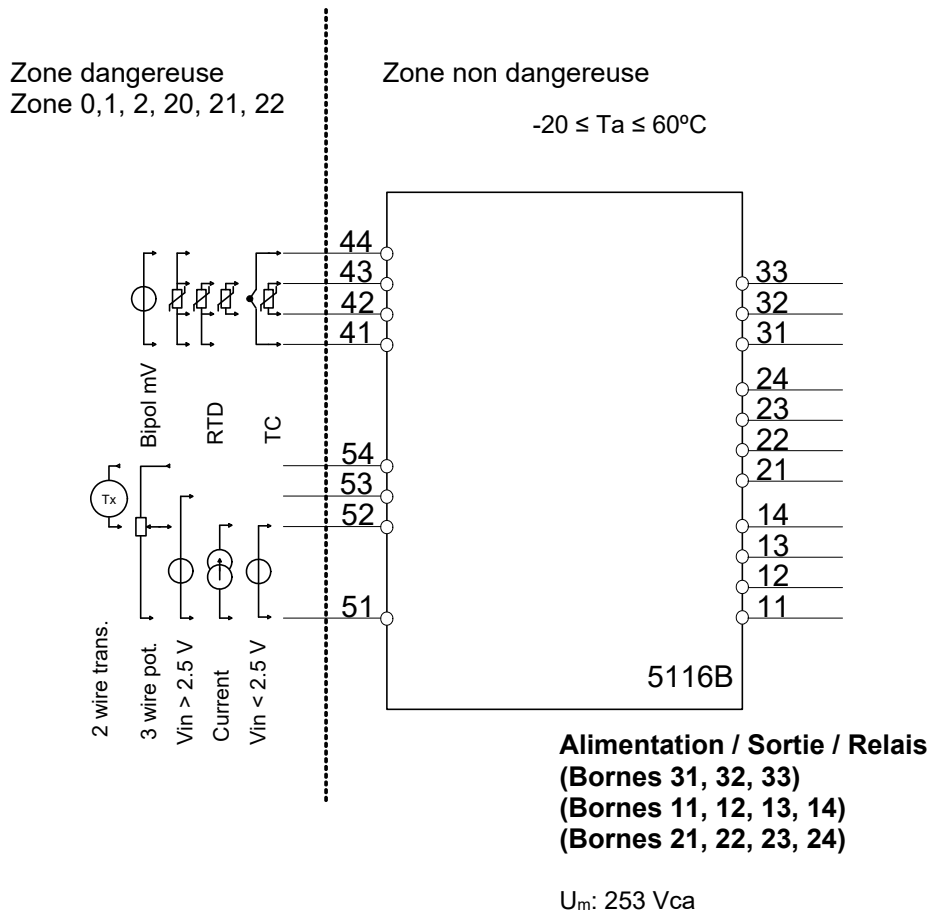 Zone dangereuse
Zone 0,1, 2, 20, 21, 22
Zone non dangereuse
-20 ≤ Ta ≤ 60ºC
44
43
42
41
Bipol mV
RTD
TC
54
53
52
51
Tx
2 wire trans.
3 wire pot.
Vin > 2.5 V
Current
Vin < 2.5 V
33
32
31
24
23
22
21
14
13
12
11
5116B
Alimentation / Sortie / Relais
(Bornes 31, 32, 33)
(Bornes 11, 12, 13, 14)
(Bornes 21, 22, 23, 24)
Um: 253 Vca